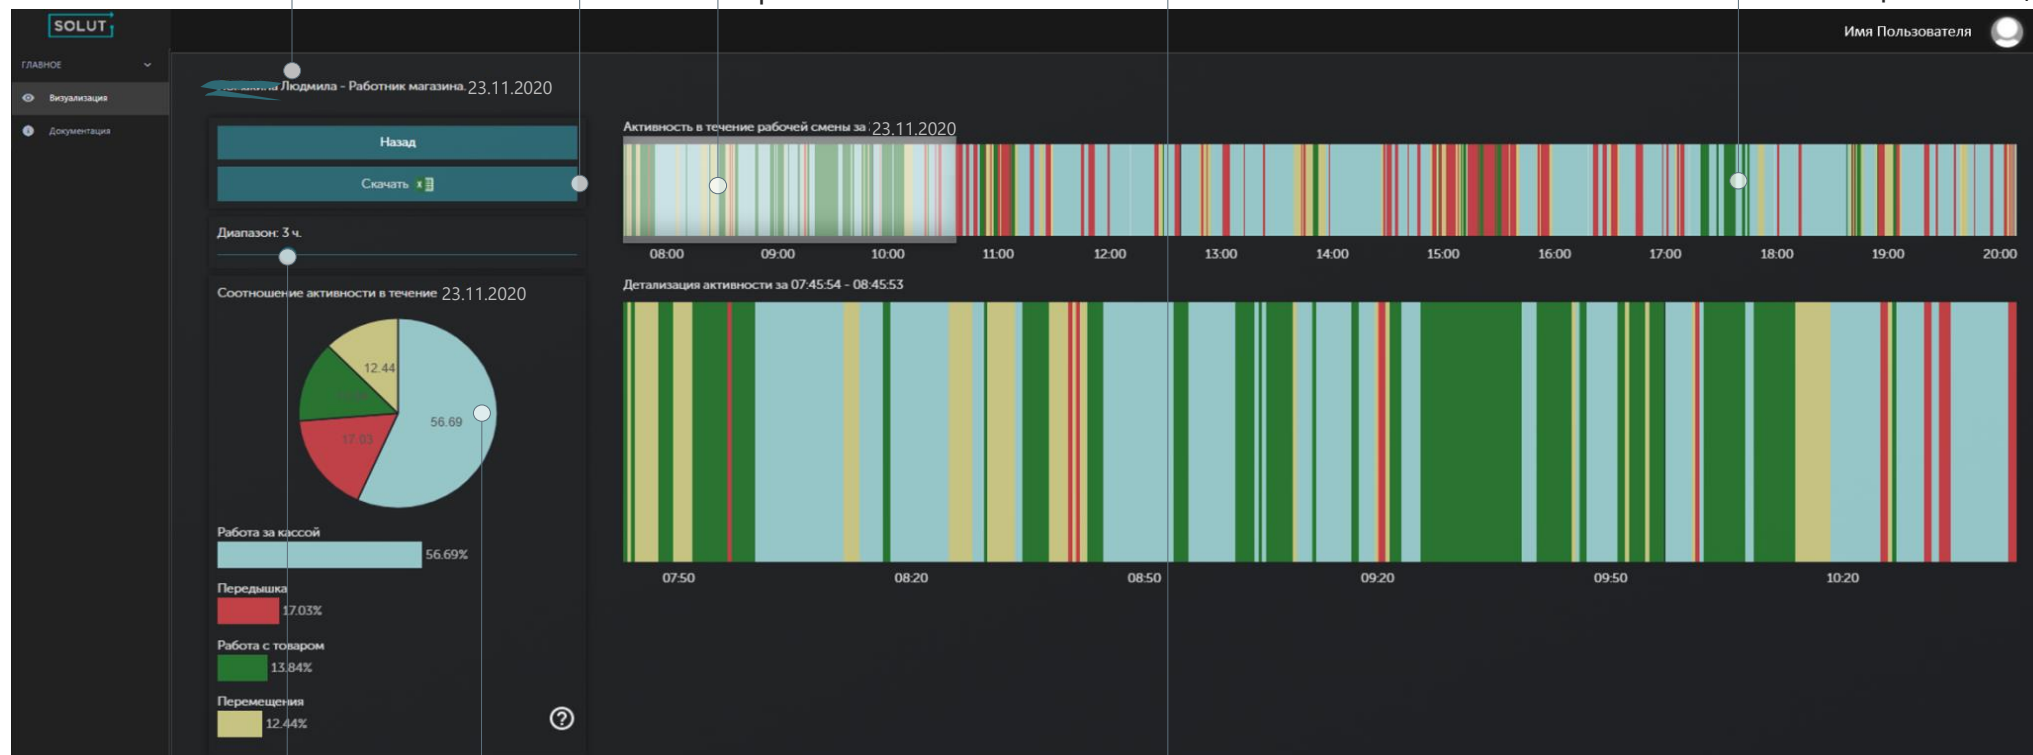 SOLUT
Имя Пользователя
ГЛАВНОЕ
Визуализация
Документация
Людмила - Работник магазина. 23.11.2020
Назад
Скачать
Диапазон: 3 ч.
Соотношение активности в течение 23.11.2020
12.44
56.69
17.03
Работа за кассой
56.69%
Передышка
17.03%
Работа с товаром
13.84%
Перемещения
12.44%
Активность в течение рабочей смены за 23.11.2020
08:00 09:00 10:00 11:00 12:00 13:00 14:00 15:00 16:00 17:00 18:00 19:00 20:00
Детализация активности за 07:45:54 - 08:45:53
07:50 08:20 08:50 09:20 09:50 10:20